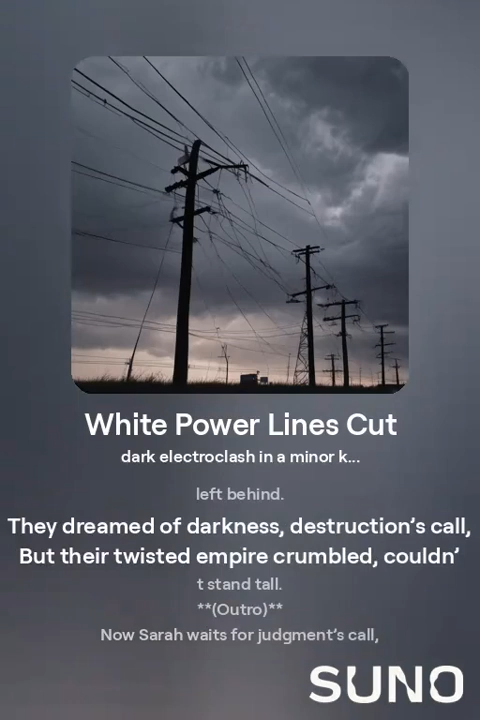 White Power Lines Cut
dark electroclash in a minor k...
left behind.
They dreamed of darkness, destruction's call,
But their twisted empire crumbled, couldn'
t stand tall.
**(Outro)**
Now Sarah waits for judgment's call,
SUNO